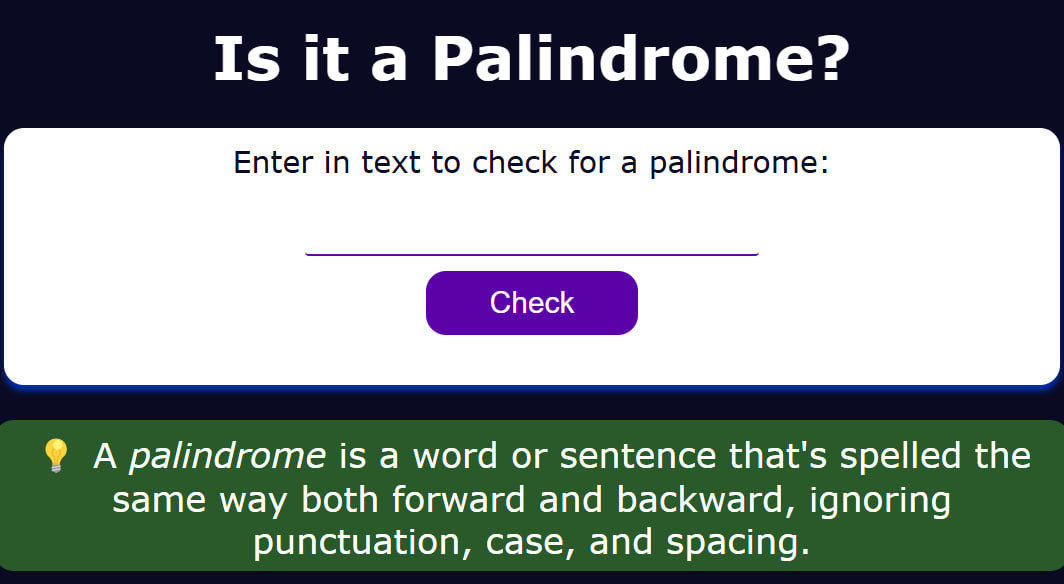 Is it a Palindrome?
Enter in text to check for a palindrome:
Check
💡 A palindrome is a word or sentence that's spelled the
same way both forward and backward, ignoring
punctuation, case, and spacing.